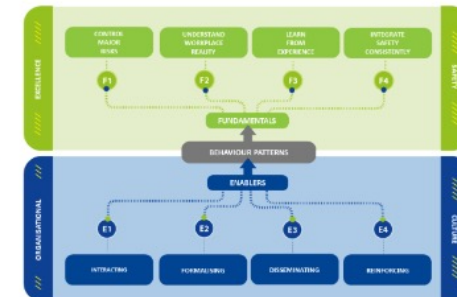 EXCELLENCE
CONTROL
MAJOR
RISKS
UNDERSTAND
WORKPLACE
REALITY
LEARN
FROM
EXPERIENCE
INTEGRATE
SAFETY
CONSISTENTLY
SAFETY
F1
F2
F3
F4
FUNDAMENTALS
BEHAVIOUR PATTERNS
ENABLERS
ORGANISATIONAL
CULTURE
E1
E2
E3
E4
INTERACTING
FORMALISING
DISSEMINATING
REINFORCING